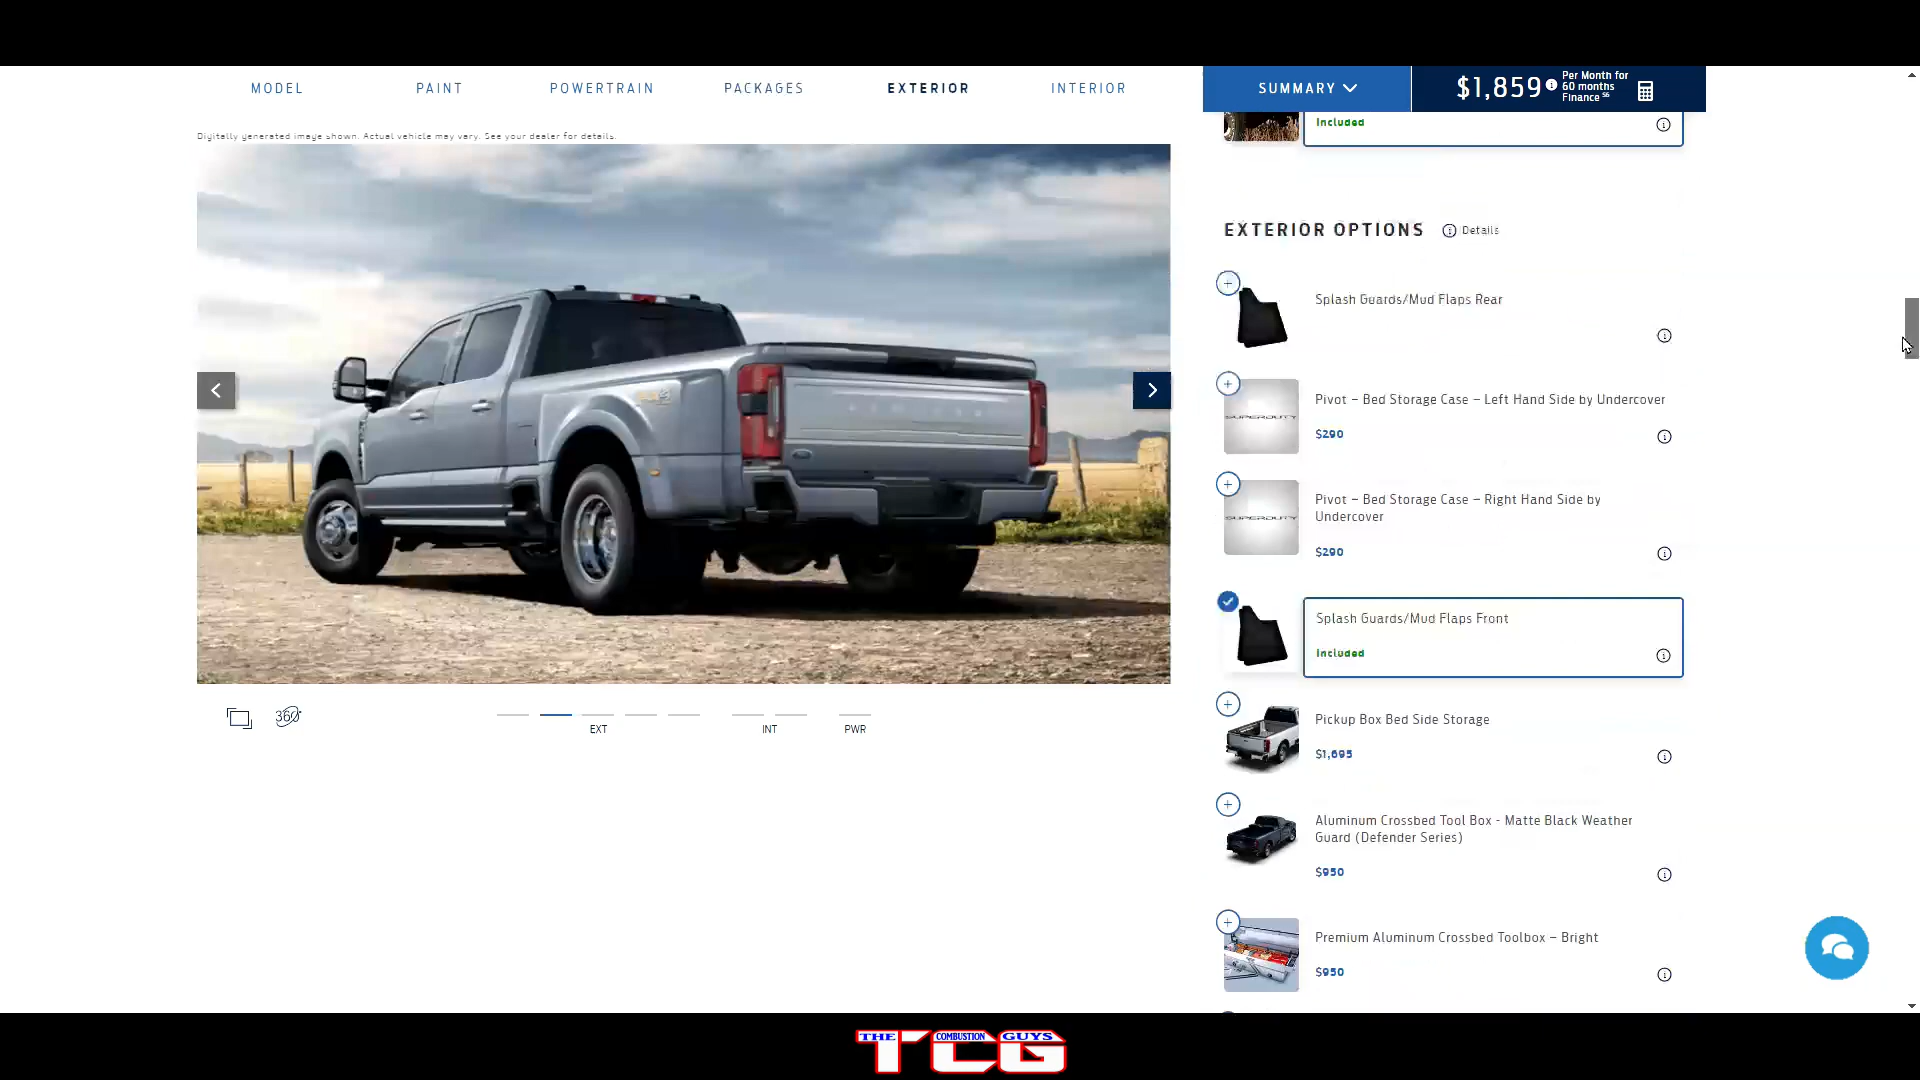 MODEL
PAINT
POWERTRAIN
PACKAGES
EXTERIOR
INTERIOR
SUMMARY
$1,859
Per Month for
60 months
Finance 56
Digitally generated image shown. Actual vehicle may vary. See your dealer for details.
Included
EXTERIOR OPTIONS
Details
Splash Guards/Mud Flaps Rear
Pivot – Bed Storage Case – Left Hand Side by Undercover
$290
SUPERDUTY
Pivot – Bed Storage Case – Right Hand Side by
Undercover
$290
SUPERDUTY
Splash Guards/Mud Flaps Front
Included
Pickup Box Bed Side Storage
$1,695
Aluminum Crossbed Tool Box - Matte Black Weather
Guard (Defender Series)
$950
Premium Aluminum Crossbed Toolbox – Bright
$950
360°
EXT
INT
PWR
THE COMBUSTION GUYS
TCG